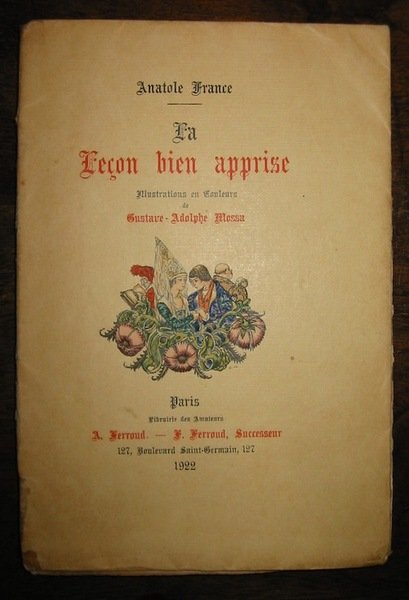 Anatole France
La
Leçon bien apprise
Illustrations en Couleurs
de
Gustave-Adolphe Mossa
Paris
Librairie des Amateurs
A. Ferroud. — F. Ferroud, Successeur
127, Boulevard Saint-Germain, 127
1922